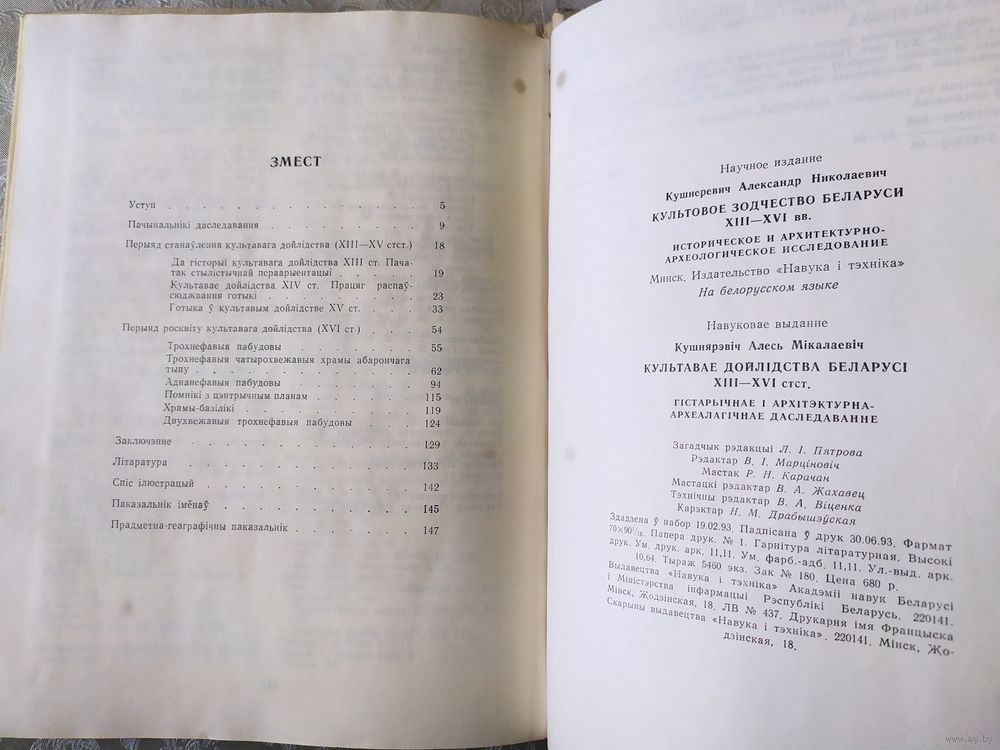 ЗМЕСТ
Уступ . . . . . . . . . . . 5
Пачынальнікі даследавання . . . . . . . 9
Перыяд станаўлення культавага дойлідства (XIII—XV стст.) 18
Да гісторыі культавага дойлідства XIII ст. Пача-
так стылістычнай пераарыентацыі . . . . . 19
Культавае дойлідства XIV ст. Працяг распаў-
сюджвання готыкі . . . . . . . 23
Готыка ў культавым дойлідстве XV ст. . . . 33
Перыяд росквіту культавага дойлідства (XVI ст.) . . . 54
Трохнефавыя пабудовы . . . . . . 55
Трохнефавыя чатырохвежавыя храмы абарончага
тыпу . . . . . . . . . . 62
Аднанефавыя пабудовы . . . . . . 94
Помнікі з цэнтрычным планам . . . . . 115
Храмы-базілікі . . . . . . . . 119
Двухвежавыя трохнефавыя пабудовы . . . . 124
Заключэнне . . . . . . . . . . 129
Літаратура . . . . . . . . . . 133
Спіс ілюстрацый . . . . . . . . . 142
Паказальнік імёнаў . . . . . . . . 145
Прадметна-геаграфічны паказальнік . . . . . 147
Научное издание
Кушнеревич Александр Николаевич
КУЛЬТОВОЕ ЗОДЧЕСТВО БЕЛАРУСИ
XIII—XVI вв.
ИСТОРИЧЕСКОЕ И АРХИТЕКТУРНО-
АРХЕОЛОГИЧЕСКОЕ ИССЛЕДОВАНИЕ
Минск. Издательство «Навука і тэхніка»
На белорусском языке
Навуковае выданне
Кушнярэвіч Алесь Мікалаевіч
КУЛЬТАВАЕ ДОЙЛІДСТВА БЕЛАРУСІ
XIII—XVI стст.
ГІСТАРЫЧНАЕ І АРХІТЭКТУРНА-
АРХЕАЛАГІЧНАЕ ДАСЛЕДАВАННЕ
Загадчык рэдакцыі Л. І. Пятрова
Рэдактар В. І. Марціновіч
Мастак Р. Н. Карачан
Мастацкі рэдактар В. А. Жахавец
Тэхнічны рэдактар В. А. Віценка
Карэктар Н. М. Драбышэўская
Здадзена ў набор 19.02.93. Падпісана ў друк 30.06.93. Фармат
70×90¹/₁₆. Папера друк. № 1. Гарнітура літаратурная. Высокі
друк. Ум. друк. арк. 11,11. Ум. фарб.-адб. 11,11. Ул.-выд. арк.
10,64. Тыраж 5460 экз. Зак № 180. Цена 680 р.
Выдавецтва «Навука і тэхніка» Акадэміі навук Беларусі
і Міністэрства інфармацыі Рэспублікі Беларусь. 220141.
Мінск, Жодзінская, 18. ЛВ № 437. Друкарня імя Францыска
Скарыны выдавецтва «Навука і тэхніка». 220141. Мінск, Жо-
дзінская, 18.
www.ay.by